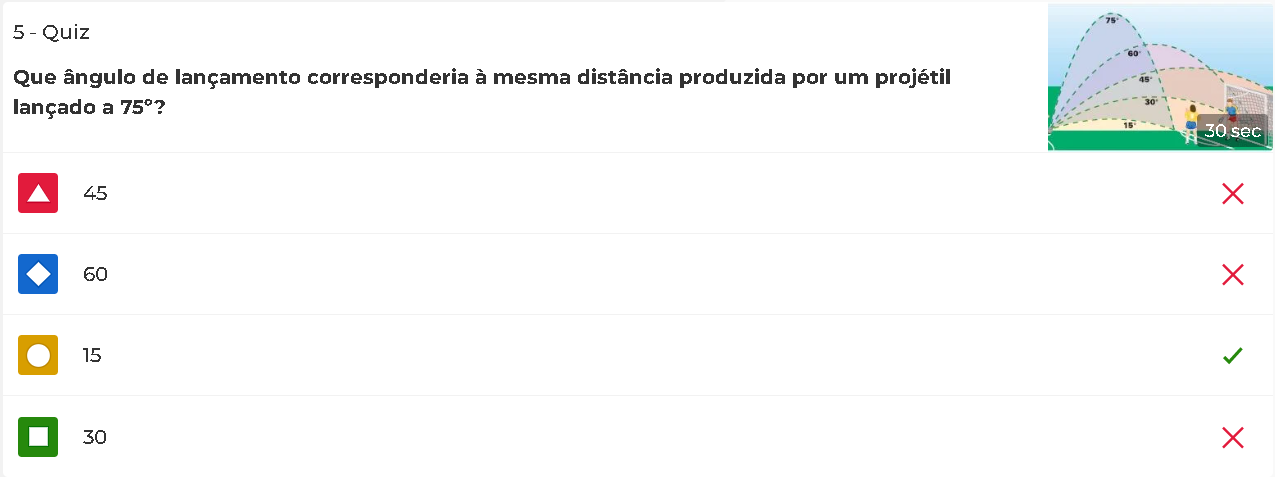 5 - Quiz
Que ângulo de lançamento corresponderia à mesma distância produzida por um projétil
lançado a 75º?
75°
60°
45°
30°
15°
30 sec
45
60
15
30